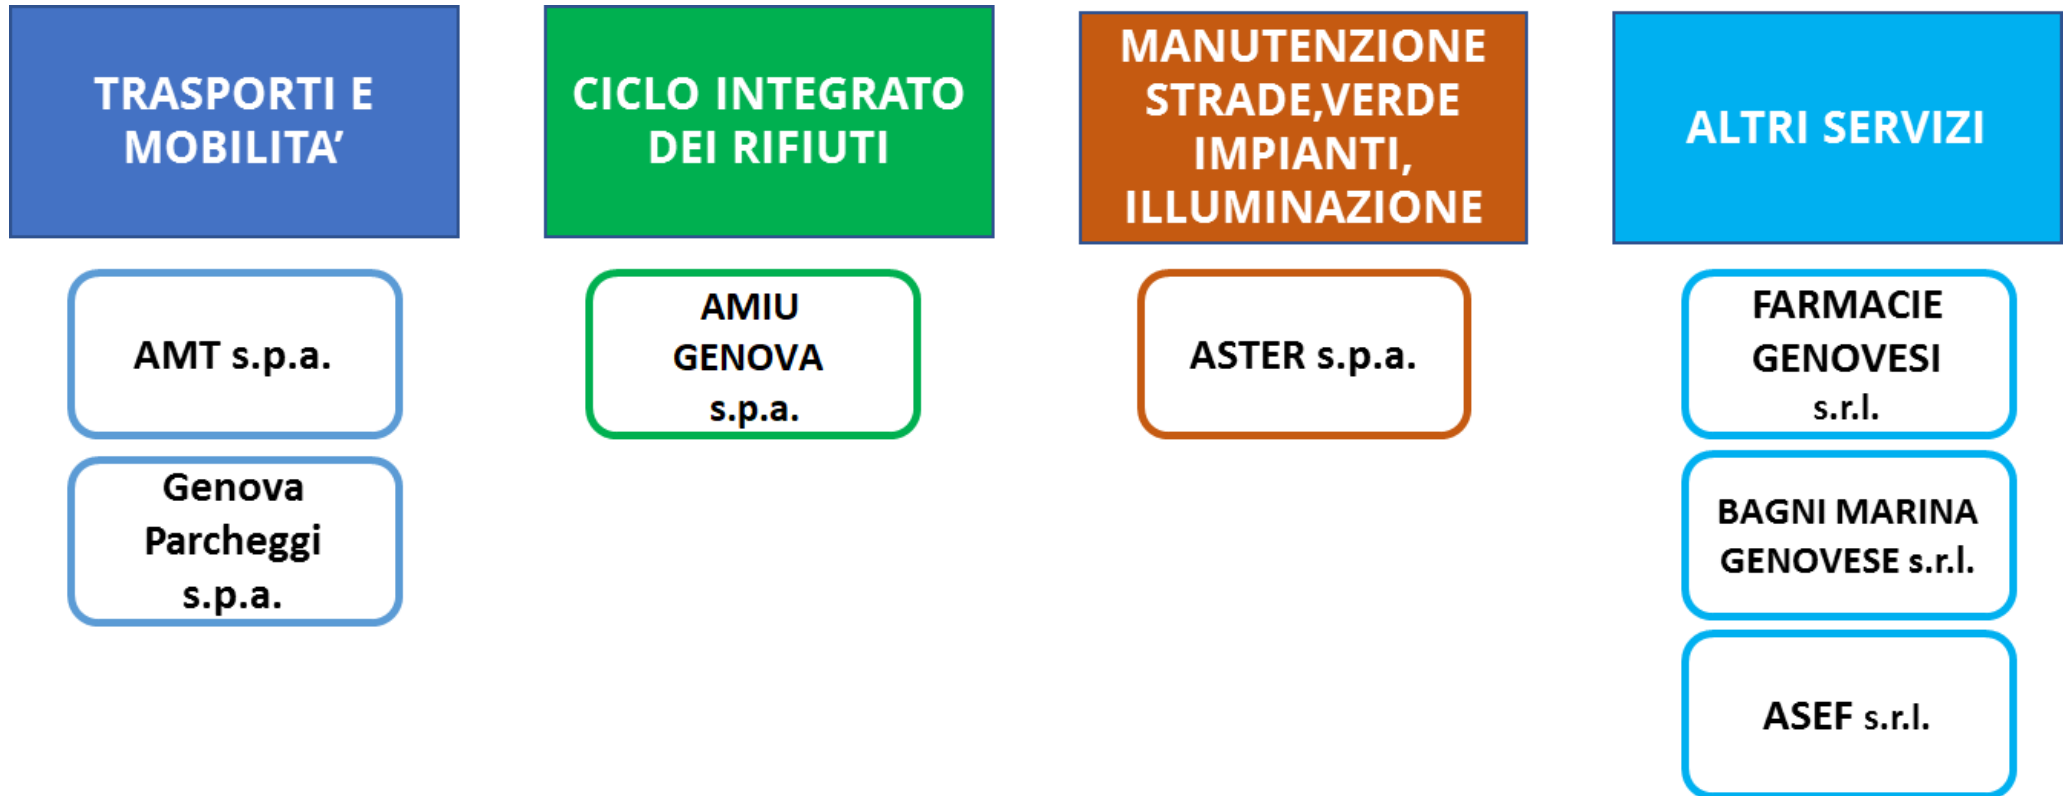 TRASPORTI E
MOBILITA’
CICLO INTEGRATO
DEI RIFIUTI
MANUTENZIONE
STRADE,VERDE
IMPIANTI,
ILLUMINAZIONE
ALTRI SERVIZI
AMT s.p.a.
Genova
Parcheggi
s.p.a.
AMIU
GENOVA
s.p.a.
ASTER s.p.a.
FARMACIE
GENOVESI
s.r.l.
BAGNI MARINA
GENOVESE s.r.l.
ASEF s.r.l.